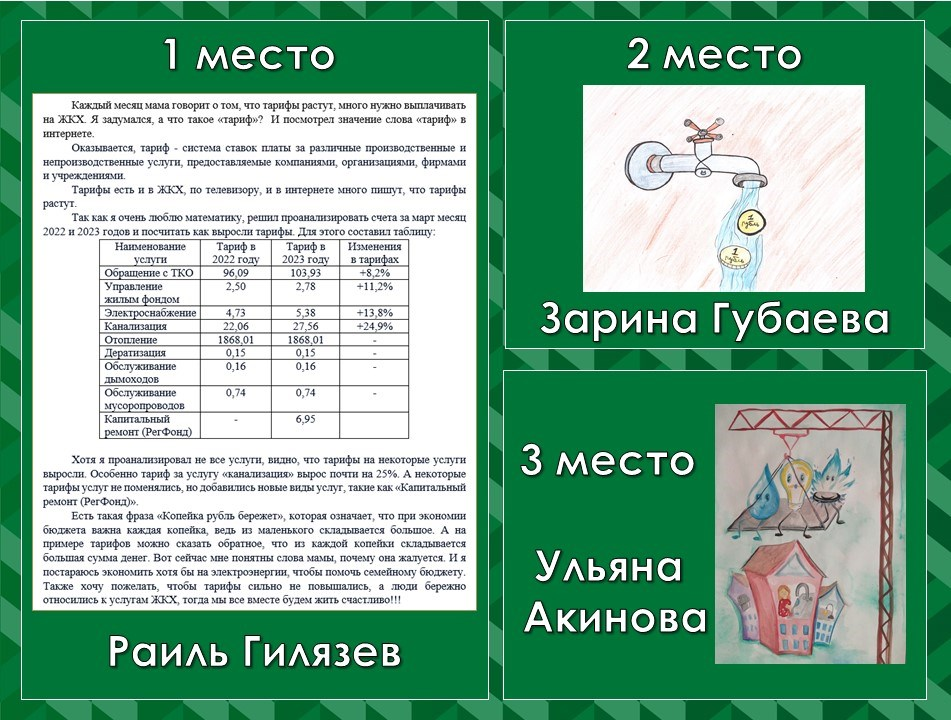 1 место
Каждый месяц мама говорит о том, что тарифы растут, много нужно выплачивать
на ЖКХ. Я задумался, а что такое «тариф»? И посмотрел значение слова «тариф» в
интернете.
Оказывается, тариф - система ставок платы за различные производственные и
непроизводственные услуги, предоставляемые компаниями, организациями, фирмами
и учреждениями.
Тарифы есть и в ЖКХ, по телевизору, и в интернете много пишут, что тарифы
растут.
Так как я очень люблю математику, решил проанализировать счета за март месяц
2022 и 2023 годов и посчитать как выросли тарифы. Для этого составил таблицу:
Наименование услуги Тариф в 2022 году Тариф в 2023 году Изменения в тарифах
Обращение с ТКО 96,09 103,93 +8,2%
Управление жилым фондом 2,50 2,78 +11,2%
Электроснабжение 4,73 5,38 +13,8%
Канализация 22,06 27,56 +24,9%
Отопление 1868,01 1868,01 -
Дератизация 0,15 0,15 -
Обслуживание дымоходов 0,16 0,16 -
Обслуживание мусоропроводов 0,74 0,74 -
Капитальный ремонт (РегФонд) - 6,95
Хотя я проанализировал не все услуги, видно, что тарифы на некоторые услуги
выросли. Особенно тариф за услугу «канализация» вырос почти на 25%. А некоторые
тарифы услуг не поменялись, но добавились новые виды услуг, такие как «Капитальный
ремонт (РегФонд)».
Есть такая фраза «Копейка рубль бережет», которая означает, что при экономии
бюджета важна каждая копейка, ведь из маленького складывается большое. А на
примере тарифов можно сказать обратное, что из каждой копейки складывается
большая сумма денег. Вот сейчас мне понятны слова мамы, почему она жалуется. И я
постараюсь экономить хотя бы на электроэнергии, чтобы помочь семейному бюджету.
Также хочу пожелать, чтобы тарифы сильно не повышались, а люди бережно
относились к услугам ЖКХ, тогда мы все вместе будем жить счастливо!!!
Раиль Гилязев
2 место
1
рубль
1
рубль
Зарина Губаева
3 место
Ульяна
Акинова